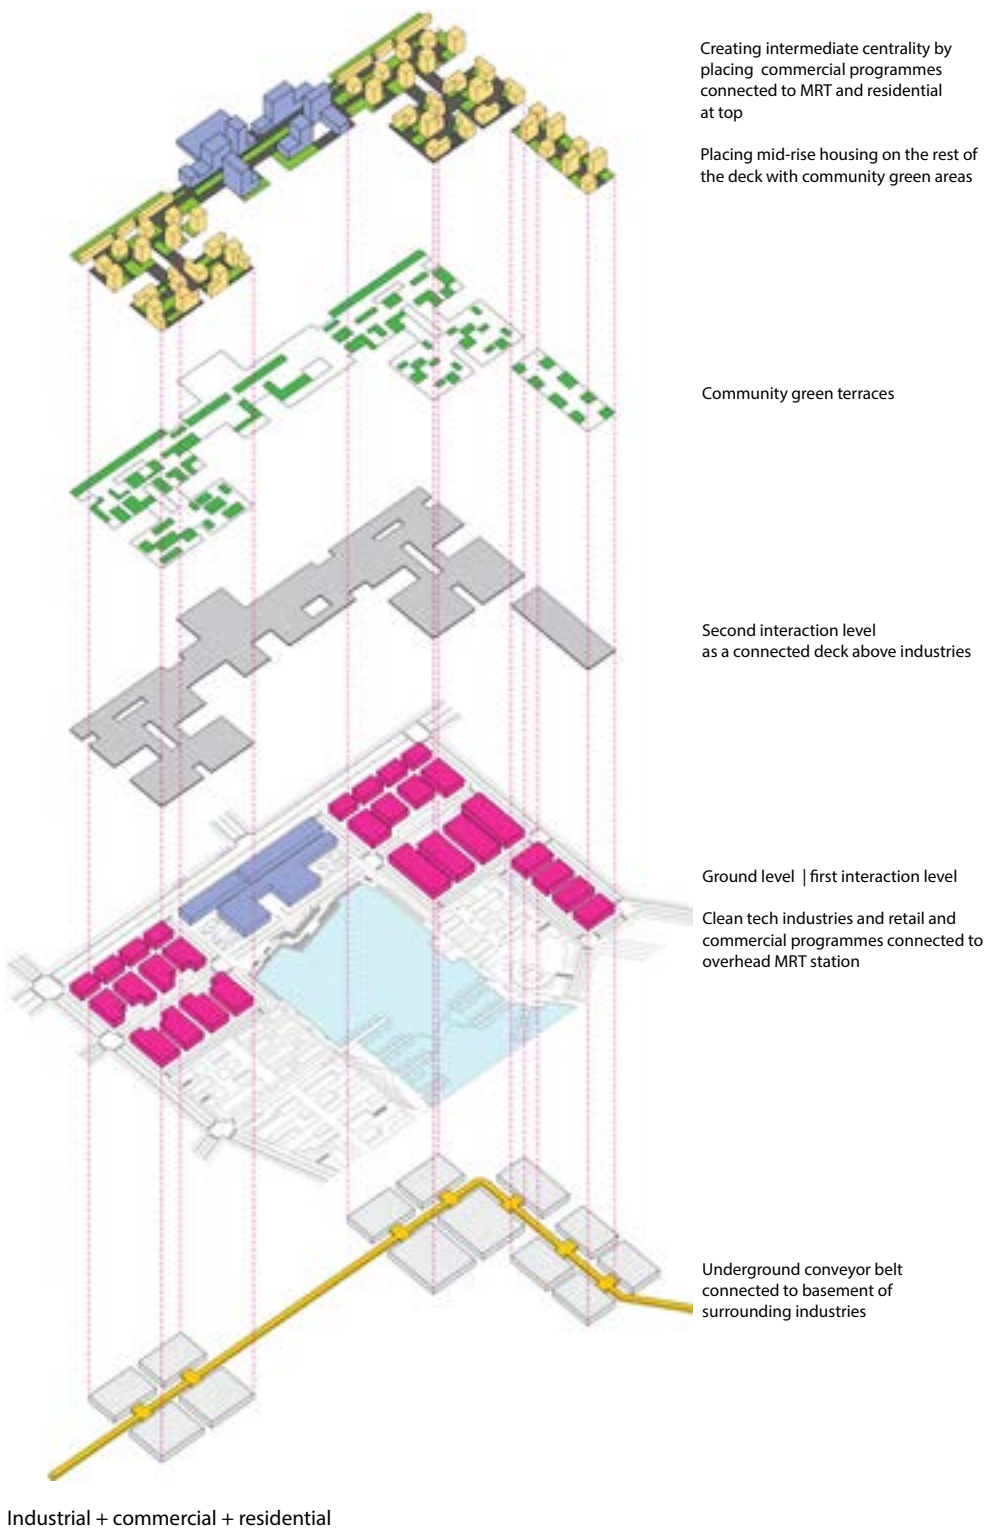 Creating intermediate centrality by
placing commercial programmes
connected to MRT and residential
at top
Placing mid-rise housing on the rest of
the deck with community green areas
Community green terraces
Second interaction level
as a connected deck above industries
Ground level | first interaction level
Clean tech industries and retail and
commercial programmes connected to
overhead MRT station
Underground conveyor belt
connected to basement of
surrounding industries
Industrial + commercial + residential